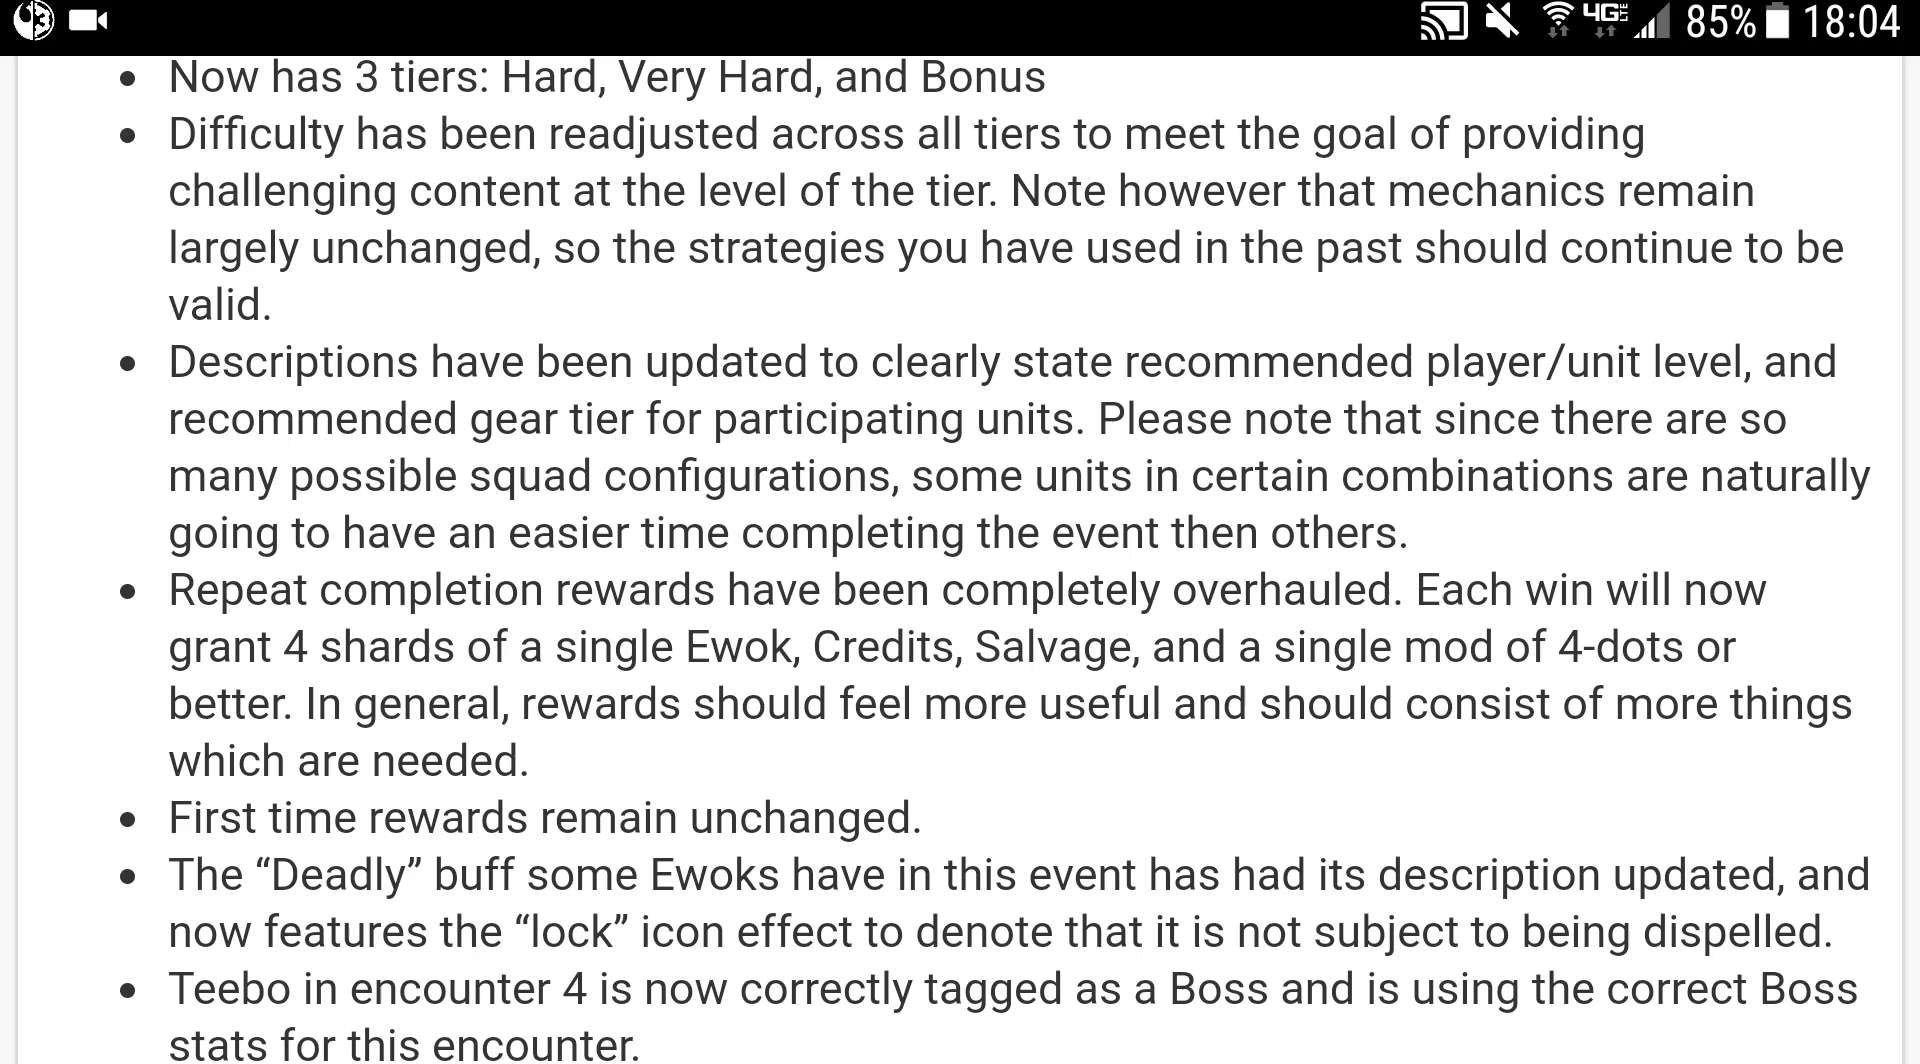 4G LTE 85% 18:04
• Now has 3 tiers: Hard, Very Hard, and Bonus
• Difficulty has been readjusted across all tiers to meet the goal of providing
challenging content at the level of the tier. Note however that mechanics remain
largely unchanged, so the strategies you have used in the past should continue to be
valid.
• Descriptions have been updated to clearly state recommended player/unit level, and
recommended gear tier for participating units. Please note that since there are so
many possible squad configurations, some units in certain combinations are naturally
going to have an easier time completing the event then others.
• Repeat completion rewards have been completely overhauled. Each win will now
grant 4 shards of a single Ewok, Credits, Salvage, and a single mod of 4-dots or
better. In general, rewards should feel more useful and should consist of more things
which are needed.
• First time rewards remain unchanged.
• The “Deadly” buff some Ewoks have in this event has had its description updated, and
now features the “lock” icon effect to denote that it is not subject to being dispelled.
• Teebo in encounter 4 is now correctly tagged as a Boss and is using the correct Boss
stats for this encounter.